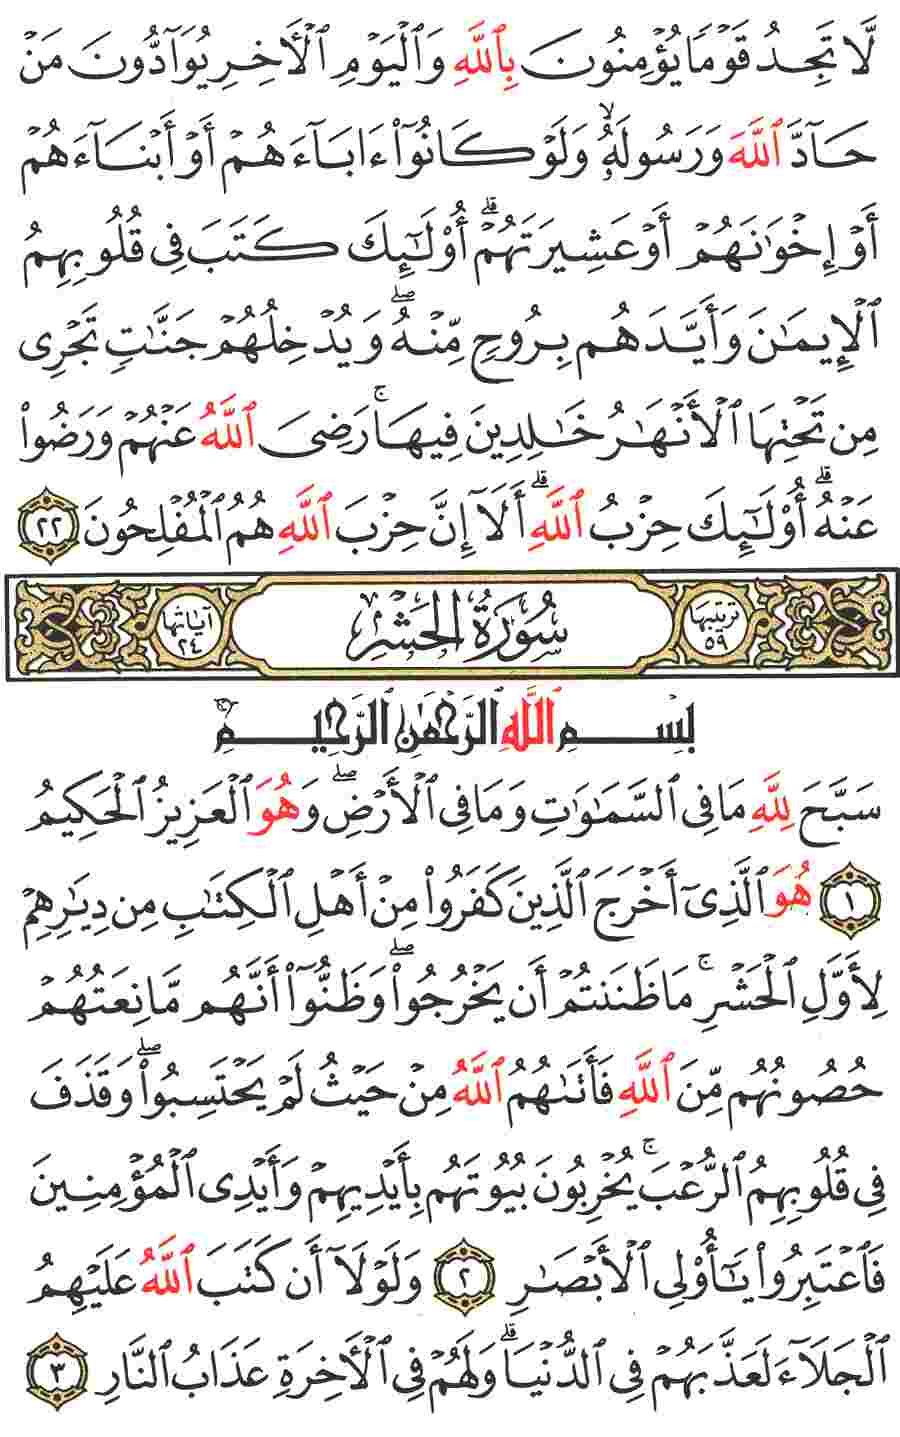 لَّا تَجِدُ قَوْمًا يُؤْمِنُونَ بِٱللَّهِ وَٱلْيَوْمِ ٱلْأَخِرِ يُوَآدُّونَ مَنْ
حَآدَّ ٱللَّهَ وَرَسُولَهُۥ وَلَوْ كَانُوٓا۟ ءَابَآءَهُمْ أَوْ أَبْنَآءَهُمْ
أَوْ إِخْوَٰنَهُمْ أَوْ عَشِيرَتَهُمْ ۚ أُو۟لَٰٓئِكَ كَتَبَ فِى قُلُوبِهِمُ
ٱلْإِيمَٰنَ وَأَيَّدَهُم بِرُوحٍ مِّنْهُ ۖ وَيُدْخِلُهُمْ جَنَّٰتٍ تَجْرِى
مِن تَحْتِهَا ٱلْأَنْهَٰرُ خَٰلِدِينَ فِيهَا ۚ رَضِىَ ٱللَّهُ عَنْهُمْ وَرَضُوا۟
عَنْهُ ۗ أُو۟لَٰٓئِكَ حِزْبُ ٱللَّهِ ۗ أَلَآ إِنَّ حِزْبَ ٱللَّهِ هُمُ ٱلْمُفْلِحُونَ ٢٢
ترتيبها ٥٩ سُورَةُ الحَشْرِ آياتها ٢٤
بِسْمِ ٱللَّهِ ٱلرَّحْمَٰنِ ٱلرَّحِيمِ
سَبَّحَ لِلَّهِ مَا فِى ٱلسَّمَٰوَٰتِ وَمَا فِى ٱلْأَرْضِ ۖ وَهُوَ ٱلْعَزِيزُ ٱلْحَكِيمُ
١ هُوَ ٱلَّذِىٓ أَخْرَجَ ٱلَّذِينَ كَفَرُوا۟ مِنْ أَهْلِ ٱلْكِتَٰبِ مِن دِيَٰرِهِمْ
لِأَوَّلِ ٱلْحَشْرِ ۚ مَا ظَنَنتُمْ أَن يَخْرُجُوا۟ ۖ وَظَنُّوٓا۟ أَنَّهُم مَّانِعَتُهُمْ
حُصُونُهُم مِّنَ ٱللَّهِ فَأَتَىٰهُمُ ٱللَّهُ مِنْ حَيْثُ لَمْ يَحْتَسِبُوا۟ ۖ وَقَذَفَ
فِى قُلُوبِهِمُ ٱلرُّعْبَ ۚ يُخْرِبُونَ بُيُوتَهُم بِأَيْدِيهِمْ وَأَيْدِى ٱلْمُؤْمِنِينَ
فَٱعْتَبِرُوا۟ يَٰٓأُو۟لِى ٱلْأَبْصَٰرِ ٢ وَلَوْلَآ أَن كَتَبَ ٱللَّهُ عَلَيْهِمُ
ٱلْجَلَآءَ لَعَذَّبَهُمْ فِى ٱلدُّنْيَا ۖ وَلَهُمْ فِى ٱلْأَخِرَةِ عَذَابُ ٱلنَّارِ ٣